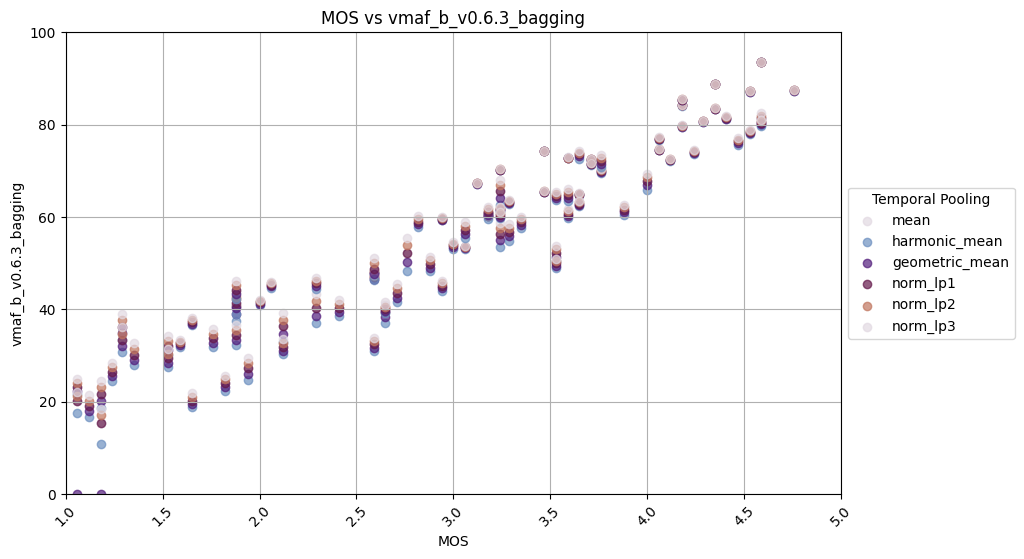 MOS vs vmaf_b_v0.6.3_bagging
100
80
60
40
20
0
vmaf_b_v0.6.3_bagging
1.0
1.5
2.0
2.5
3.0
3.5
4.0
4.5
5.0
MOS
Temporal Pooling
mean
harmonic_mean
geometric_mean
norm_lp1
norm_lp2
norm_lp3